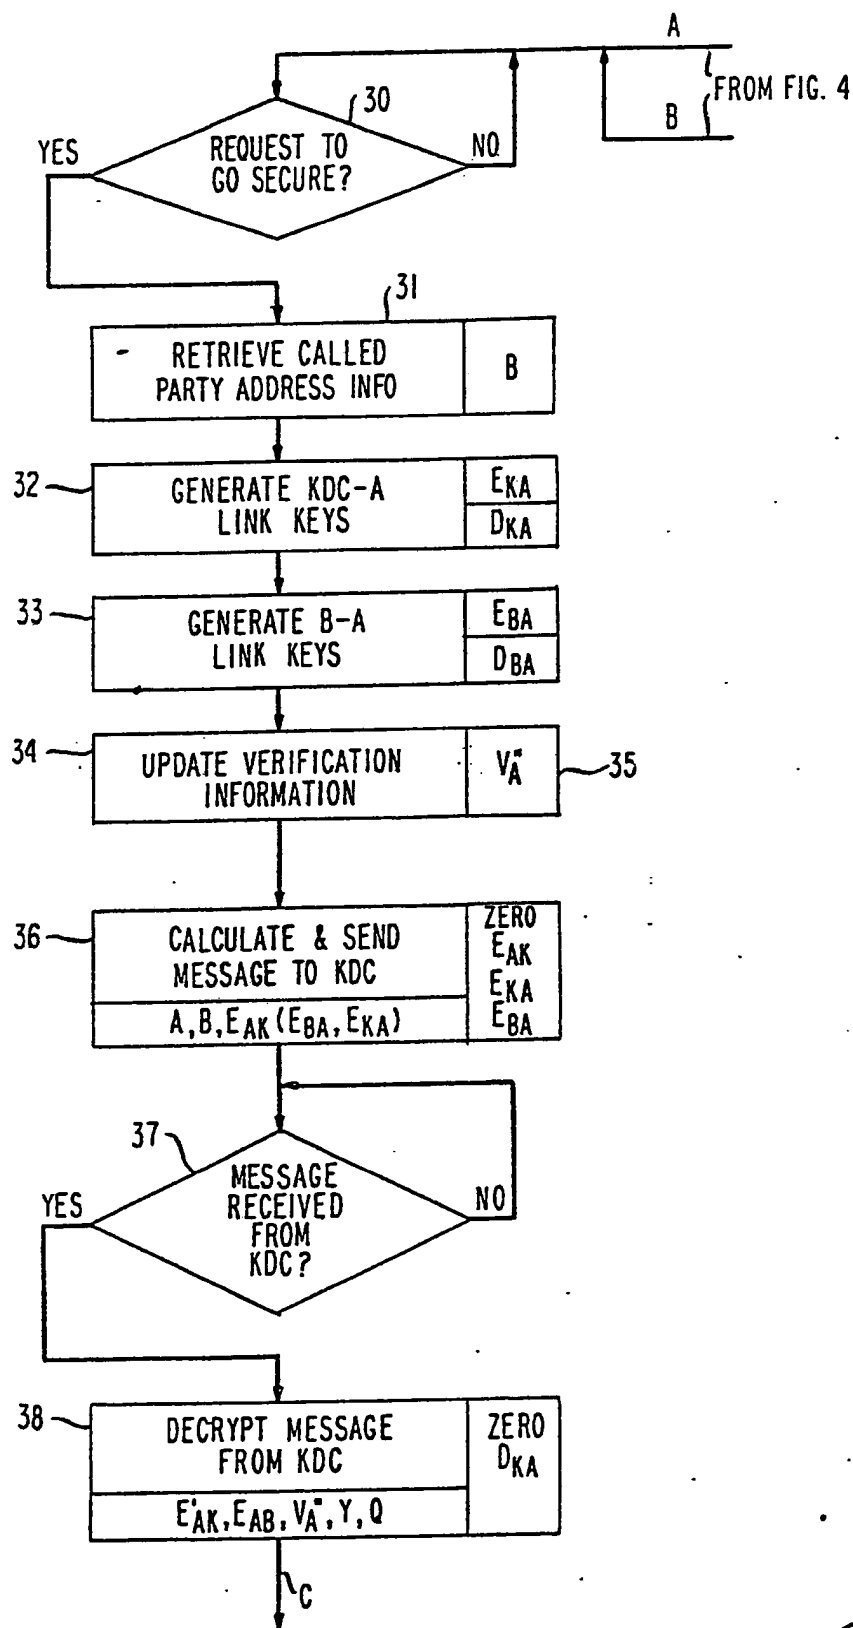 A
FROM FIG. 4
B
30
REQUEST TO
GO SECURE?
YES
NO
31
RETRIEVE CALLED
PARTY ADDRESS INFO
B
32
GENERATE KDC-A
LINK KEYS
EKA
DKA
33
GENERATE B-A
LINK KEYS
EBA
DBA
34
UPDATE VERIFICATION
INFORMATION
VA"
35
36
CALCULATE & SEND
MESSAGE TO KDC
A, B, EAK (EBA, EKA)
ZERO
EAK
EKA
EBA
37
MESSAGE
RECEIVED
FROM
KDC?
YES
NO
38
DECRYPT MESSAGE
FROM KDC
E'AK, EAB, VA", Y, Q
ZERO
DKA
C